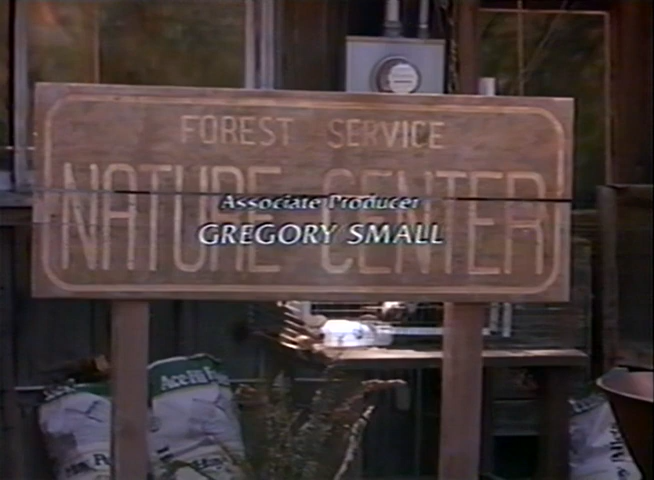 FOREST SERVICE
NATURE CENTER
Associate Producer
GREGORY SMALL